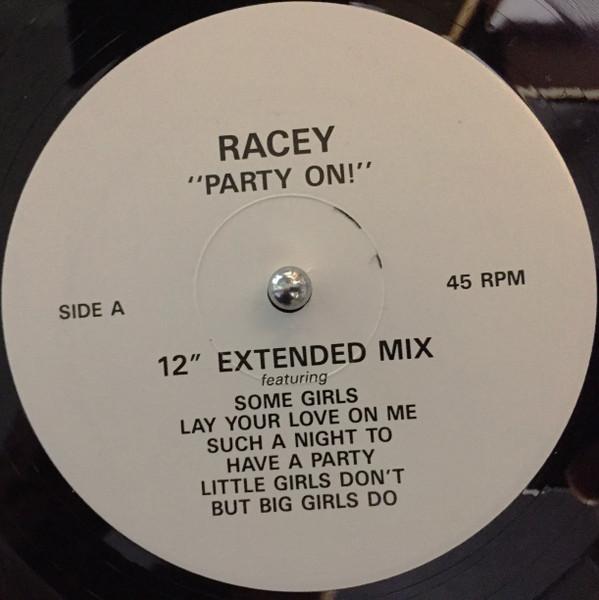 RACEY
"PARTY ON!"
SIDE A
45 RPM
12" EXTENDED MIX
featuring
SOME GIRLS
LAY YOUR LOVE ON ME
SUCH A NIGHT TO
HAVE A PARTY
LITTLE GIRLS DON'T
BUT BIG GIRLS DO